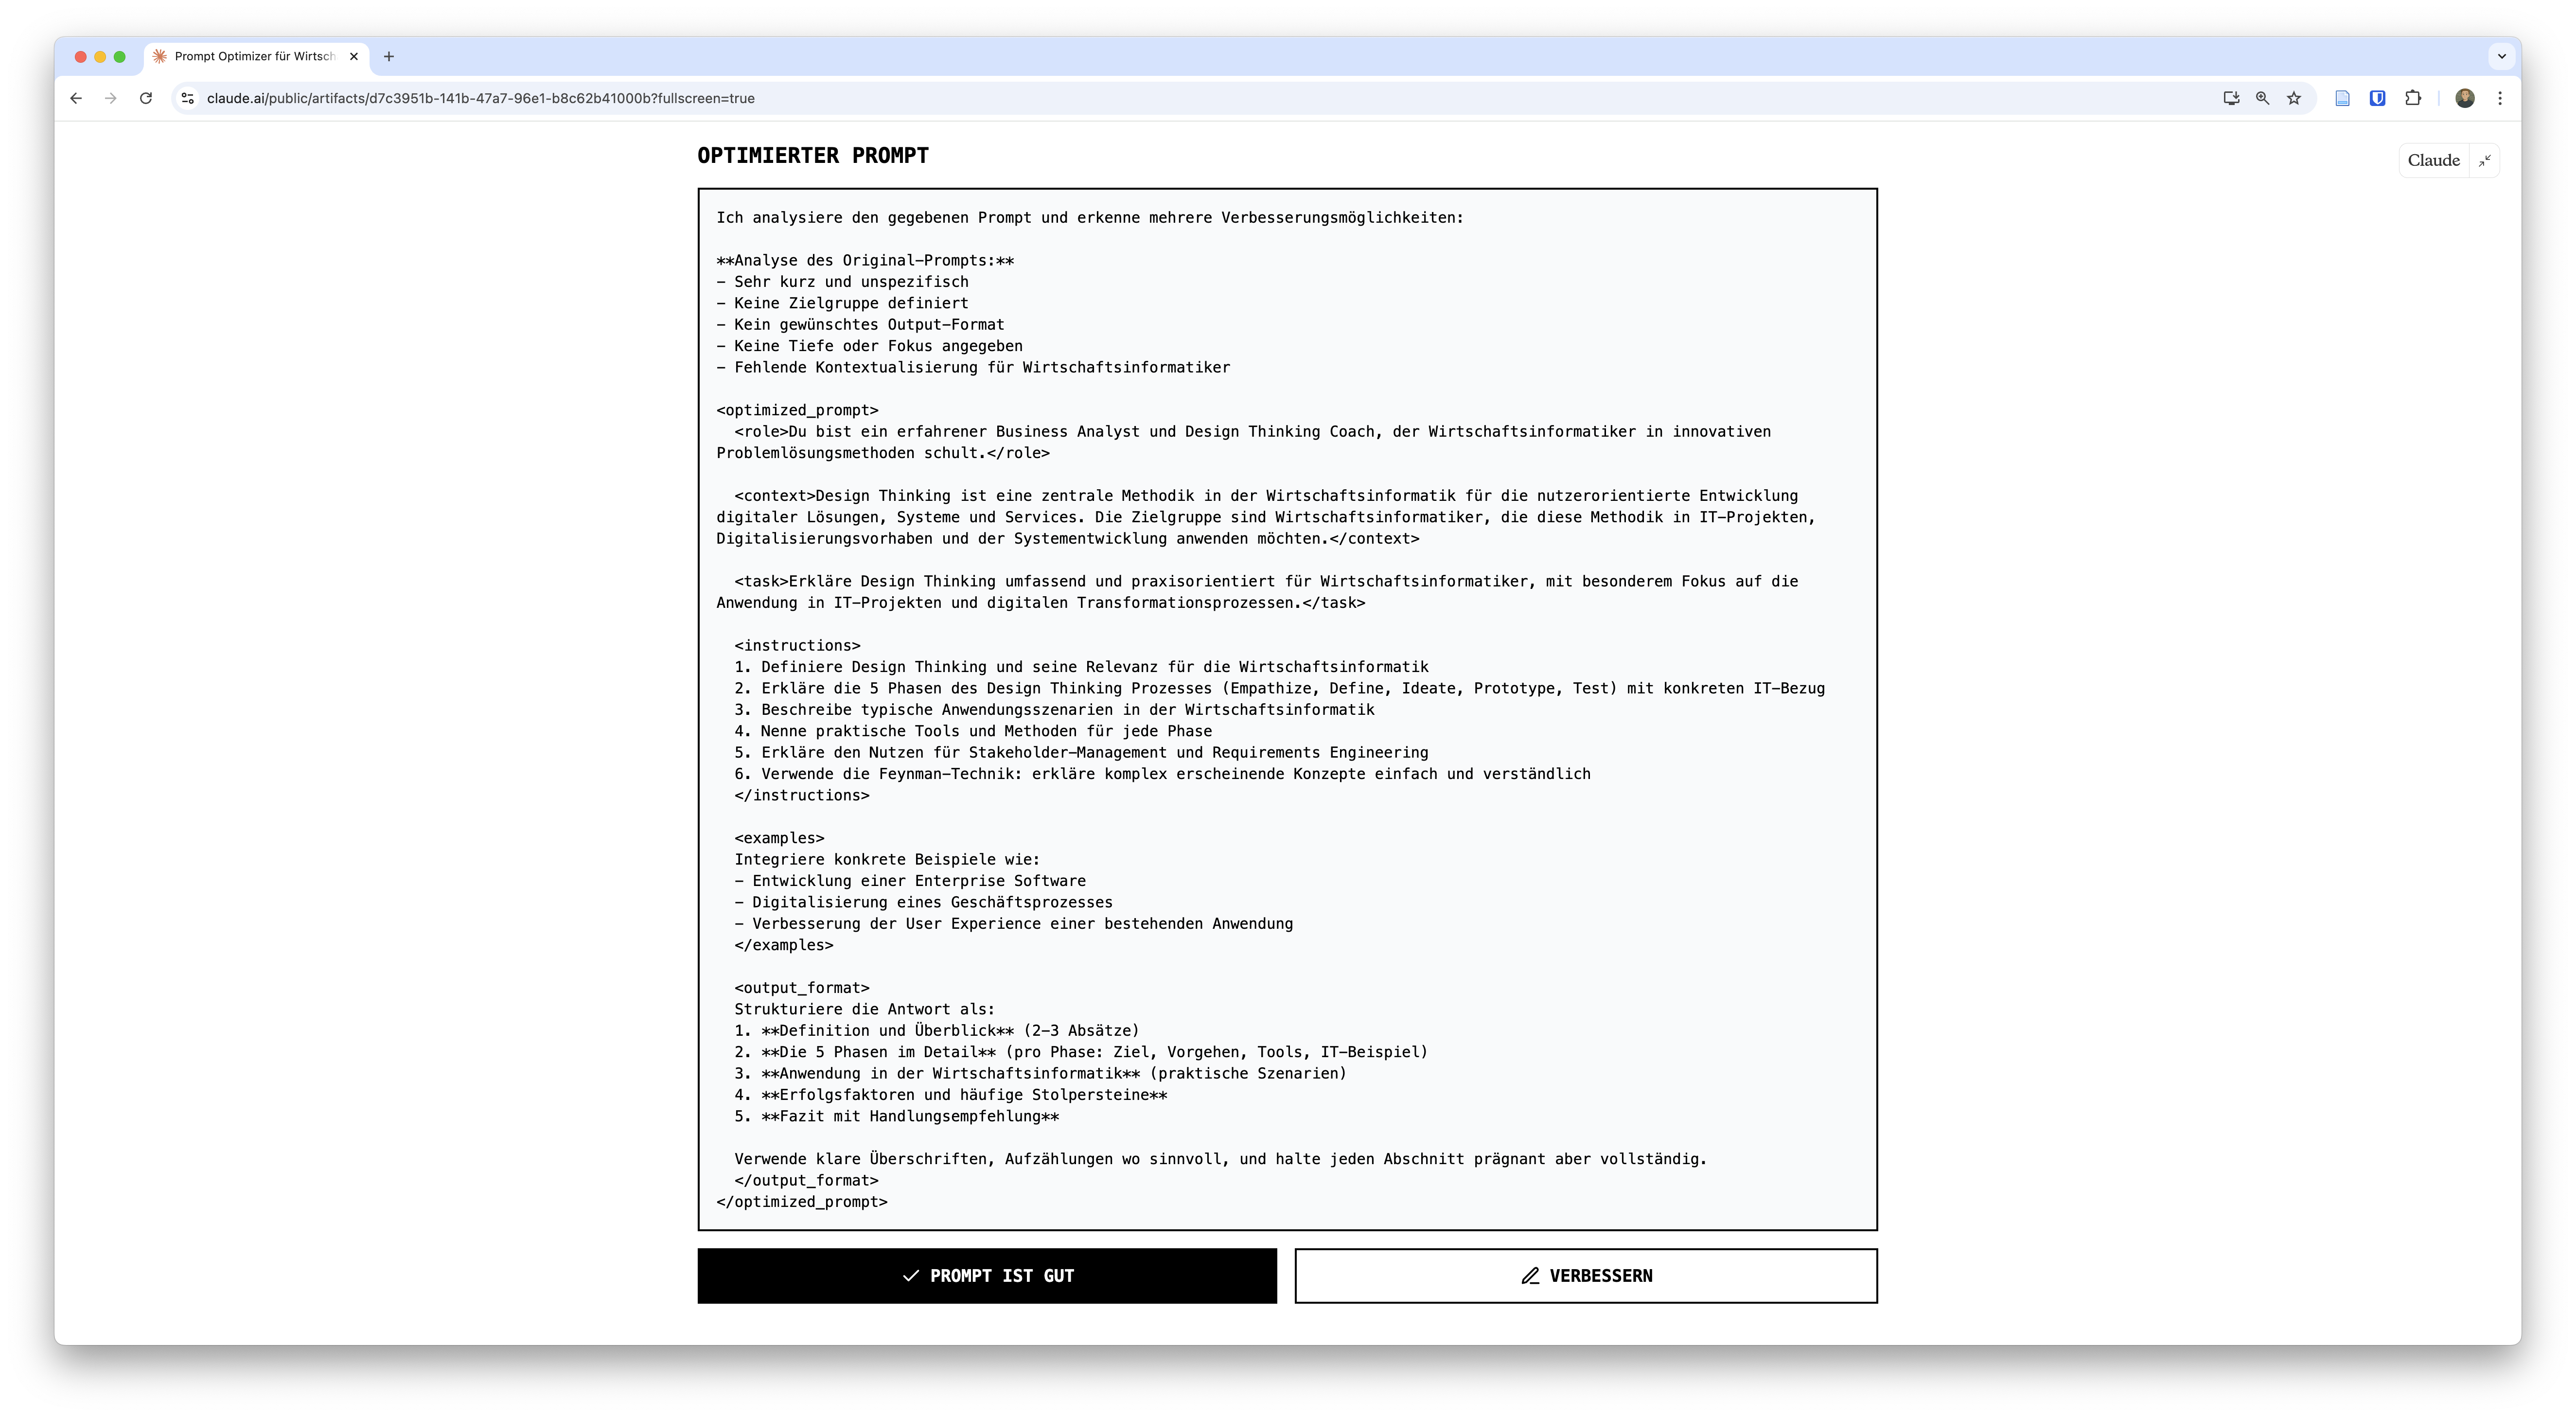 Prompt Optimizer für Wirtsch
claude.ai/public/artifacts/d7c3951b-141b-47a7-96e1-b8c62b41000b?fullscreen=true
OPTIMIERTER PROMPT
Claude
Ich analysiere den gegebenen Prompt und erkenne mehrere Verbesserungsmöglichkeiten:
**Analyse des Original-Prompts:**
- Sehr kurz und unspezifisch
- Keine Zielgruppe definiert
- Kein gewünschtes Output-Format
- Keine Tiefe oder Fokus angegeben
- Fehlende Kontextualisierung für Wirtschaftsinformatiker
<optimized_prompt>
<role>Du bist ein erfahrener Business Analyst und Design Thinking Coach, der Wirtschaftsinformatiker in innovativen
Problemlösungsmethoden schult.</role>
<context>Design Thinking ist eine zentrale Methodik in der Wirtschaftsinformatik für die nutzerorientierte Entwicklung
digitaler Lösungen, Systeme und Services. Die Zielgruppe sind Wirtschaftsinformatiker, die diese Methodik in IT-Projekten,
Digitalisierungsvorhaben und der Systementwicklung anwenden möchten.</context>
<task>Erkläre Design Thinking umfassend und praxisorientiert für Wirtschaftsinformatiker, mit besonderem Fokus auf die
Anwendung in IT-Projekten und digitalen Transformationsprozessen.</task>
<instructions>
1. Definiere Design Thinking und seine Relevanz für die Wirtschaftsinformatik
2. Erkläre die 5 Phasen des Design Thinking Prozesses (Empathize, Define, Ideate, Prototype, Test) mit konkreten IT-Bezug
3. Beschreibe typische Anwendungsszenarien in der Wirtschaftsinformatik
4. Nenne praktische Tools und Methoden für jede Phase
5. Erkläre den Nutzen für Stakeholder-Management und Requirements Engineering
6. Verwende die Feynman-Technik: erkläre komplex erscheinende Konzepte einfach und verständlich
</instructions>
<examples>
Integriere konkrete Beispiele wie:
- Entwicklung einer Enterprise Software
- Digitalisierung eines Geschäftsprozesses
- Verbesserung der User Experience einer bestehenden Anwendung
</examples>
<output_format>
Strukturiere die Antwort als:
1. **Definition und Überblick** (2-3 Absätze)
2. **Die 5 Phasen im Detail** (pro Phase: Ziel, Vorgehen, Tools, IT-Beispiel)
3. **Anwendung in der Wirtschaftsinformatik** (praktische Szenarien)
4. **Erfolgsfaktoren und häufige Stolpersteine**
5. **Fazit mit Handlungsempfehlung**
Verwende klare Überschriften, Aufzählungen wo sinnvoll, und halte jeden Abschnitt prägnant aber vollständig.
</output_format>
</optimized_prompt>
PROMPT IST GUT
VERBESSERN